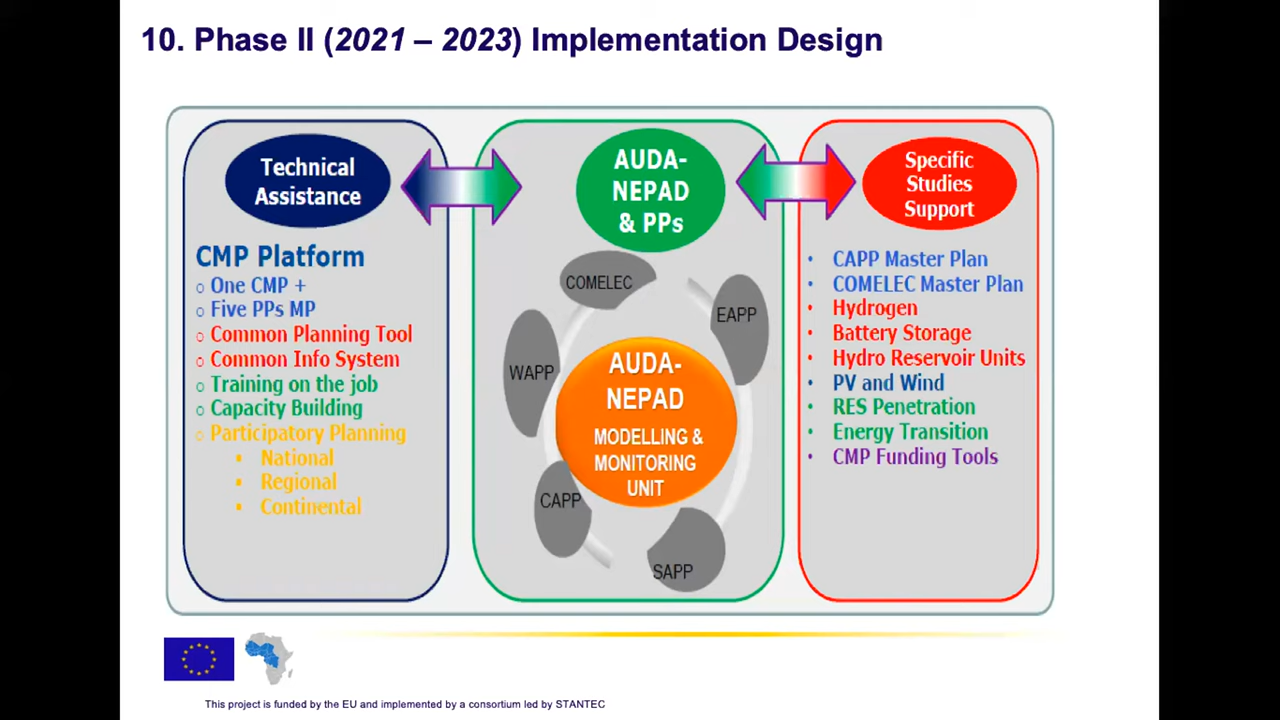 10. Phase II (2021 – 2023) Implementation Design
Technical
Assistance
CMP Platform
One CMP +
Five PPs MP
Common Planning Tool
Common Info System
Training on the job
Capacity Building
Participatory Planning
National
Regional
Continental
AUDA-
NEPAD
& PPs
COMELEC
EAPP
WAPP
AUDA-
NEPAD
MODELLING &
MONITORING
UNIT
CAPP
SAPP
Specific
Studies
Support
CAPP Master Plan
COMELEC Master Plan
Hydrogen
Battery Storage
Hydro Reservoir Units
PV and Wind
RES Penetration
Energy Transition
CMP Funding Tools
This project is funded by the EU and implemented by a consortium led by STANTEC